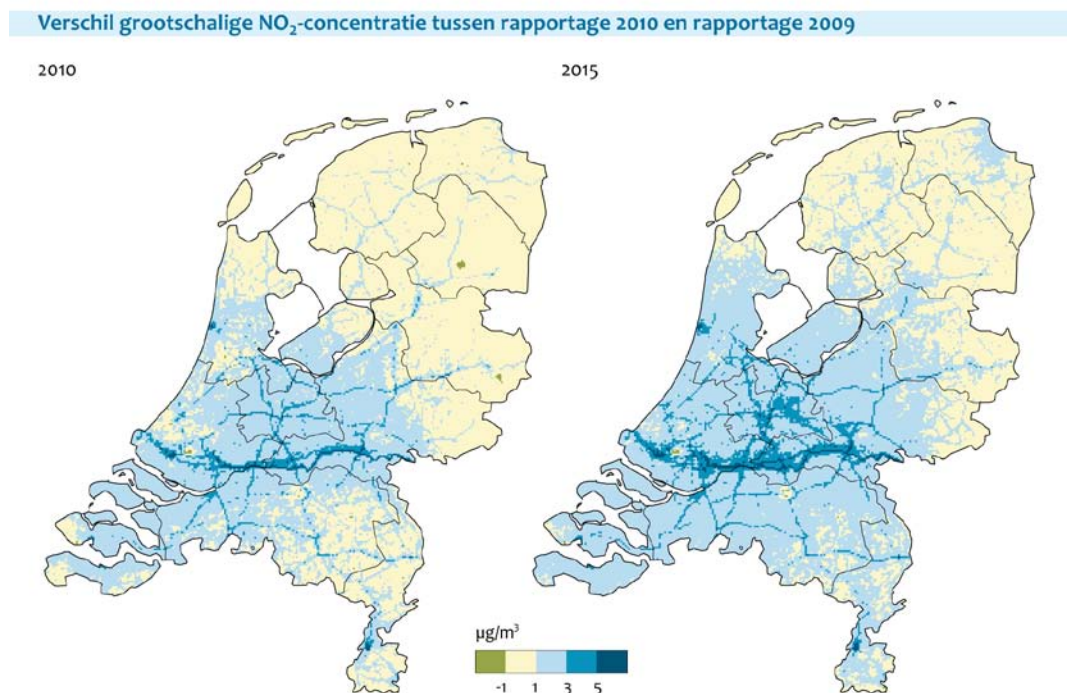 Verschil grootschalige NO₂-concentratie tussen rapportage 2010 en rapportage 2009
2010
2015
µg/m³
-1 1 3 5